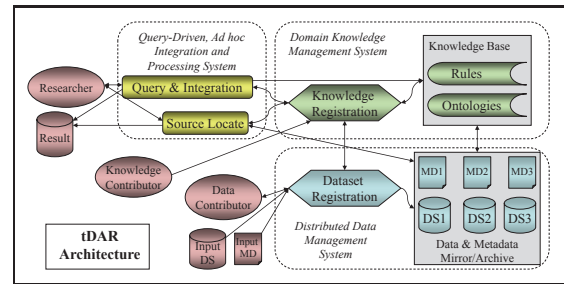 Query-Driven, Ad hoc
Integration and
Processing System
Domain Knowledge
Management System
Knowledge Base
Rules
Ontologies
Researcher
Query & Integration
Source Locate
Result
Knowledge
Registration
Knowledge
Contributor
Data
Contributor
Dataset
Registration
MD1
MD2
MD3
DS1
DS2
DS3
Data & Metadata
Mirror/Archive
tDAR
Architecture
Input
DS
Input
MD
Distributed Data
Management
System